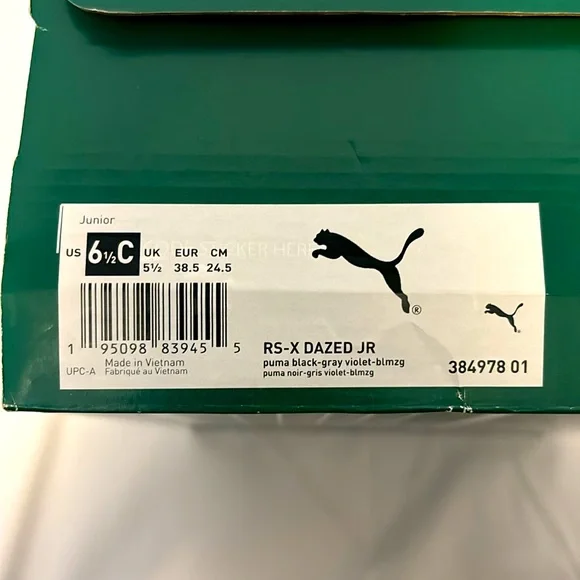 Junior
US 6½C UK EUR CM
5½ 38.5 24.5
STICKER HERE
®
1 95098 83945 5
UPC-A Made in Vietnam
Fabriqué au Vietnam
RS-X DAZED JR
puma black-gray violet-blmzg
puma noir-gris violet-blmzg
384978 01